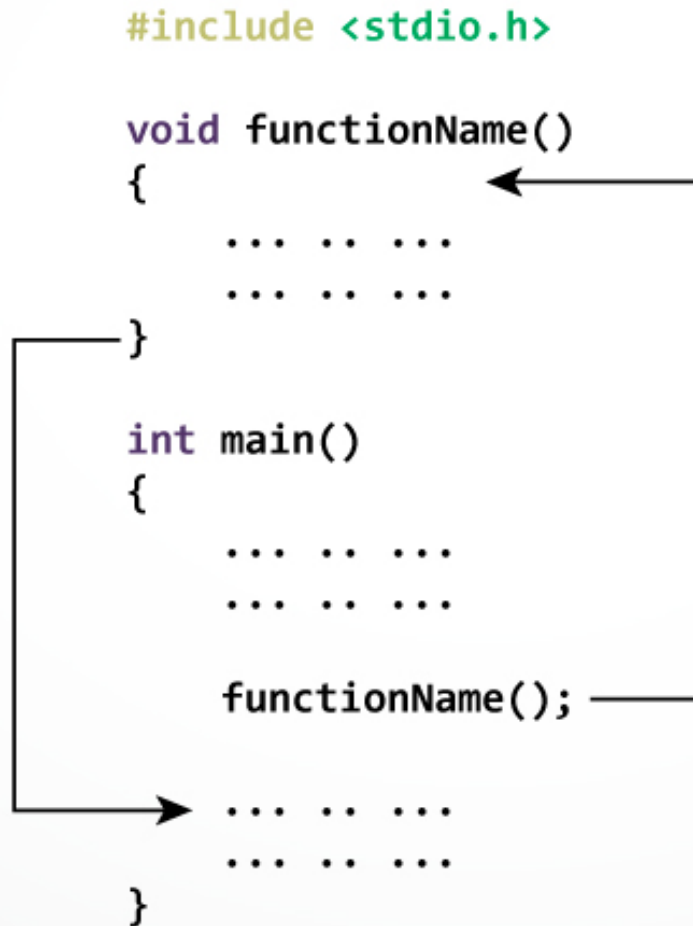 #include <stdio.h>
void functionName()
{
... .. ...
... .. ...
}
int main()
{
... .. ...
... .. ...
functionName();
... .. ...
... .. ...
}